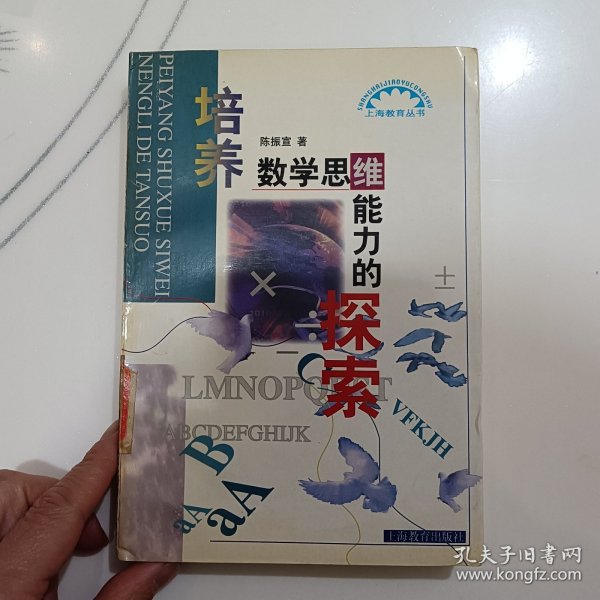 PEIYANG SHUXUE SIWEI
NENGLI DE TANSUO
培养
陈振宣 著
数学思维
能力的
探索
SHANGHAIJIAOYUCONGSHU
上海教育丛书
×
÷
±
—
LMNOPQRST
ABCDEFGHIJK
VFKJH
B
aA
aA
上海教育出版社
孔夫子旧书网
www.kongfz.com